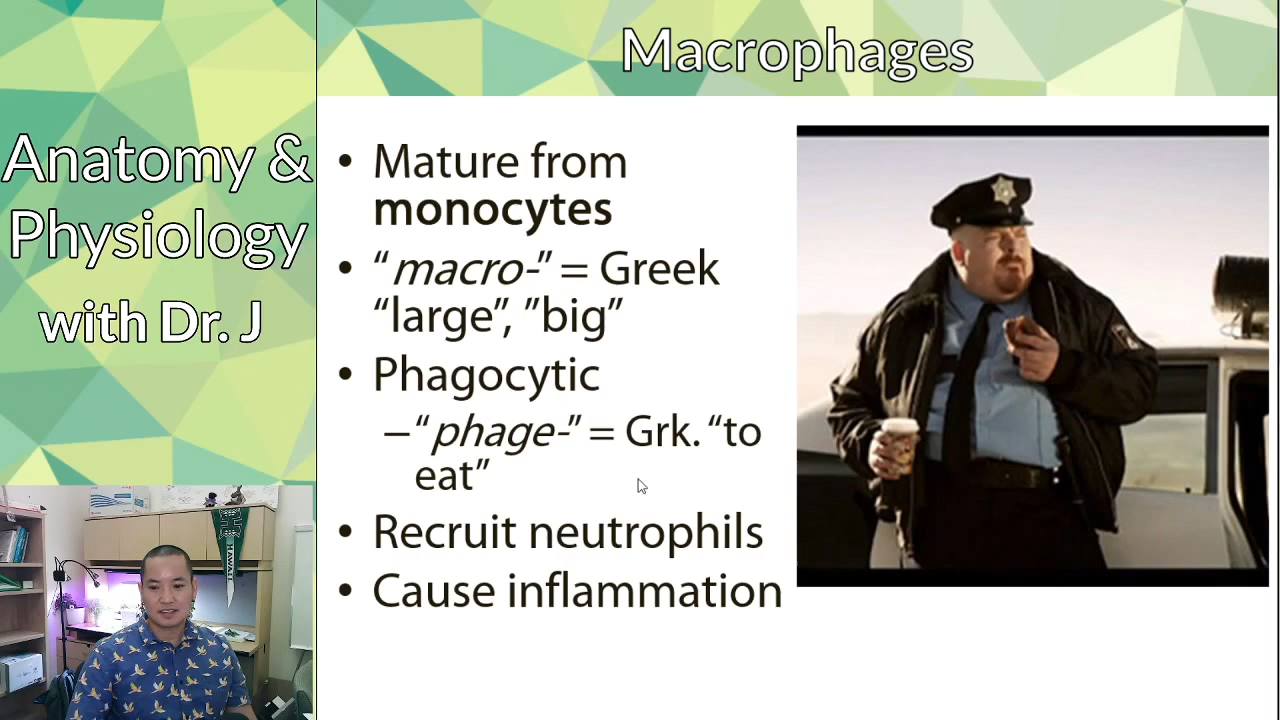 Macrophages
Anatomy &
Physiology
with Dr. J
• Mature from
monocytes
• “macro-” = Greek
“large”, ”big”
• Phagocytic
–“phage-” = Grk. “to
eat”
• Recruit neutrophils
• Cause inflammation
HAWAII